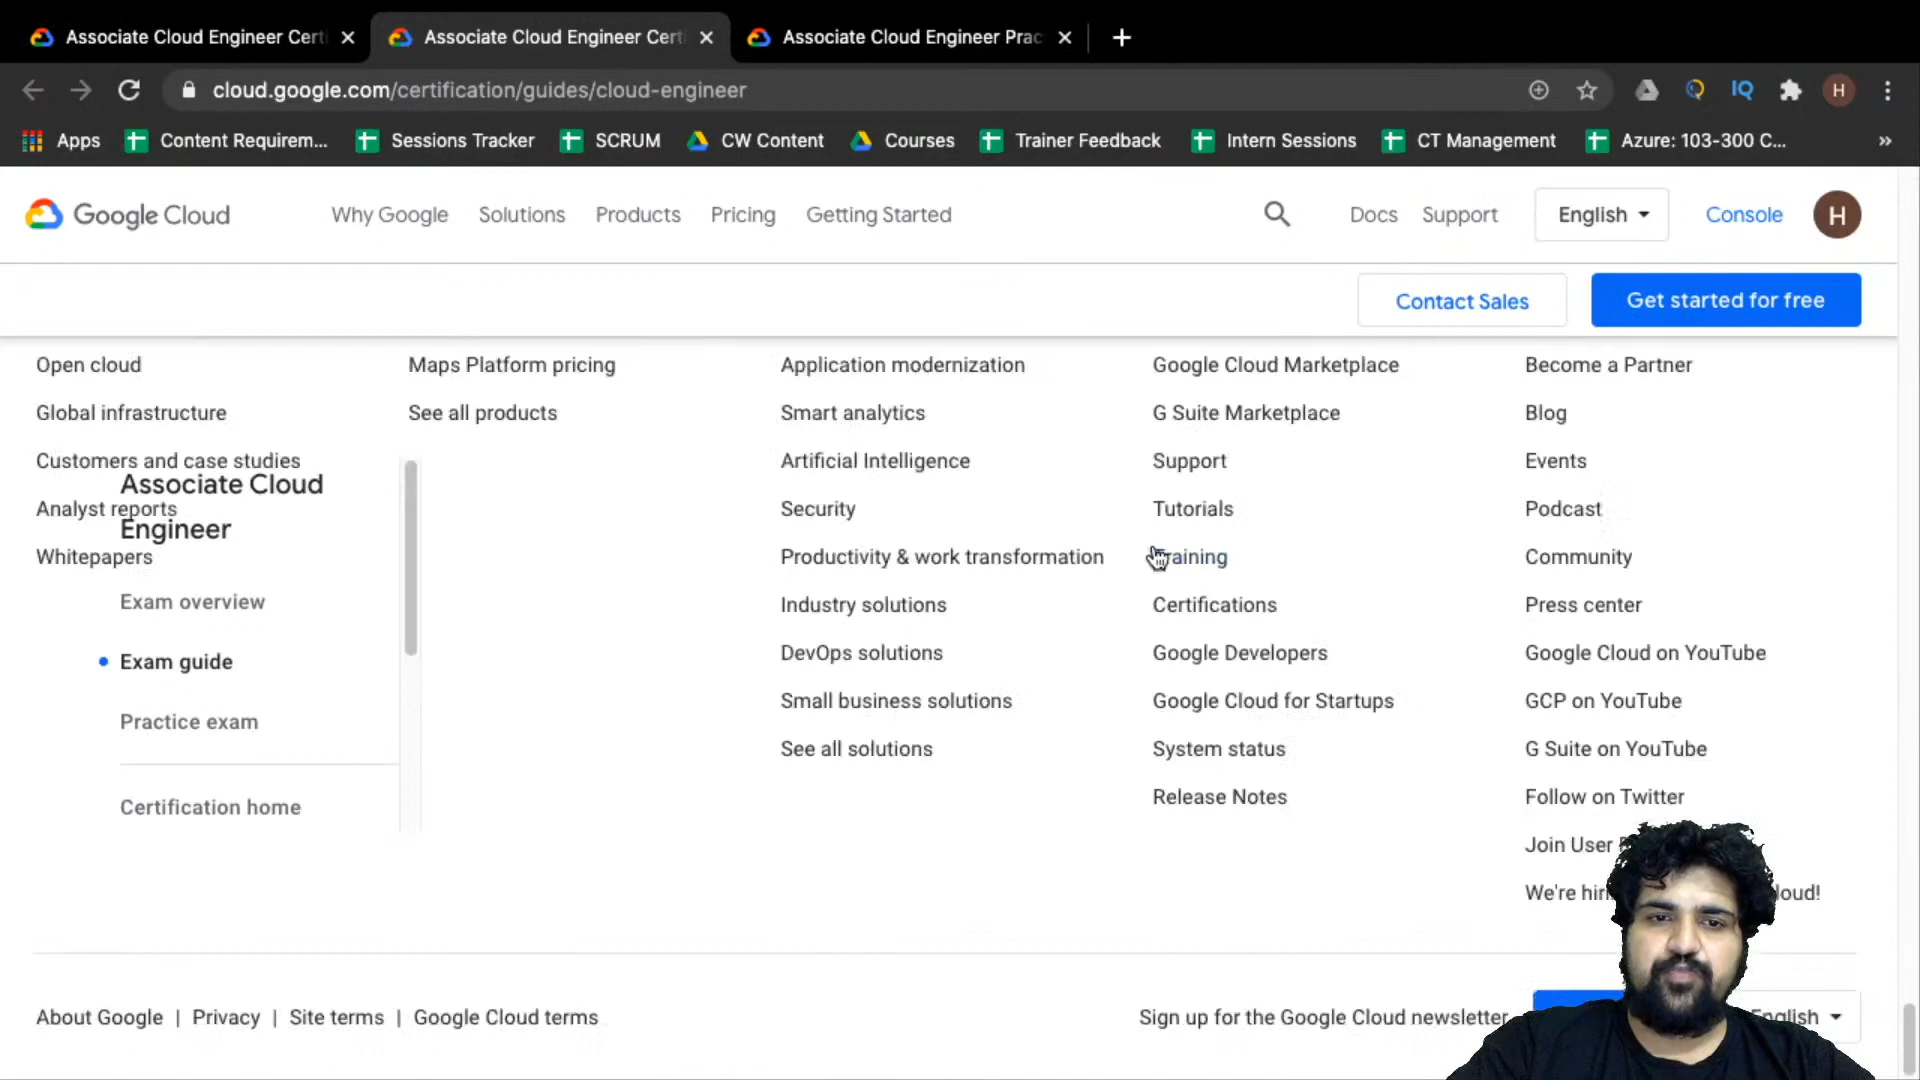 Associate Cloud Engineer Cert
Associate Cloud Engineer Cert
Associate Cloud Engineer Prac
cloud.google.com/certification/guides/cloud-engineer
IQ
H
Apps
Content Requirem...
Sessions Tracker
SCRUM
CW Content
Courses
Trainer Feedback
Intern Sessions
CT Management
Azure: 103-300 C...
»
Google Cloud
Why Google
Solutions
Products
Pricing
Getting Started
Docs
Support
English
Console
H
Contact Sales
Get started for free
Open cloud
Global infrastructure
Customers and case studies
Analyst reports
Whitepapers
Associate Cloud
Engineer
Exam overview
Exam guide
Practice exam
Certification home
Maps Platform pricing
See all products
Application modernization
Smart analytics
Artificial Intelligence
Security
Productivity & work transformation
Industry solutions
DevOps solutions
Small business solutions
See all solutions
Google Cloud Marketplace
G Suite Marketplace
Support
Tutorials
Training
Certifications
Google Developers
Google Cloud for Startups
System status
Release Notes
Become a Partner
Blog
Events
Podcast
Community
Press center
Google Cloud on YouTube
GCP on YouTube
G Suite on YouTube
Follow on Twitter
Join User
We're
About Google | Privacy | Site terms | Google Cloud terms
Sign up for the Google Cloud newsletter
English